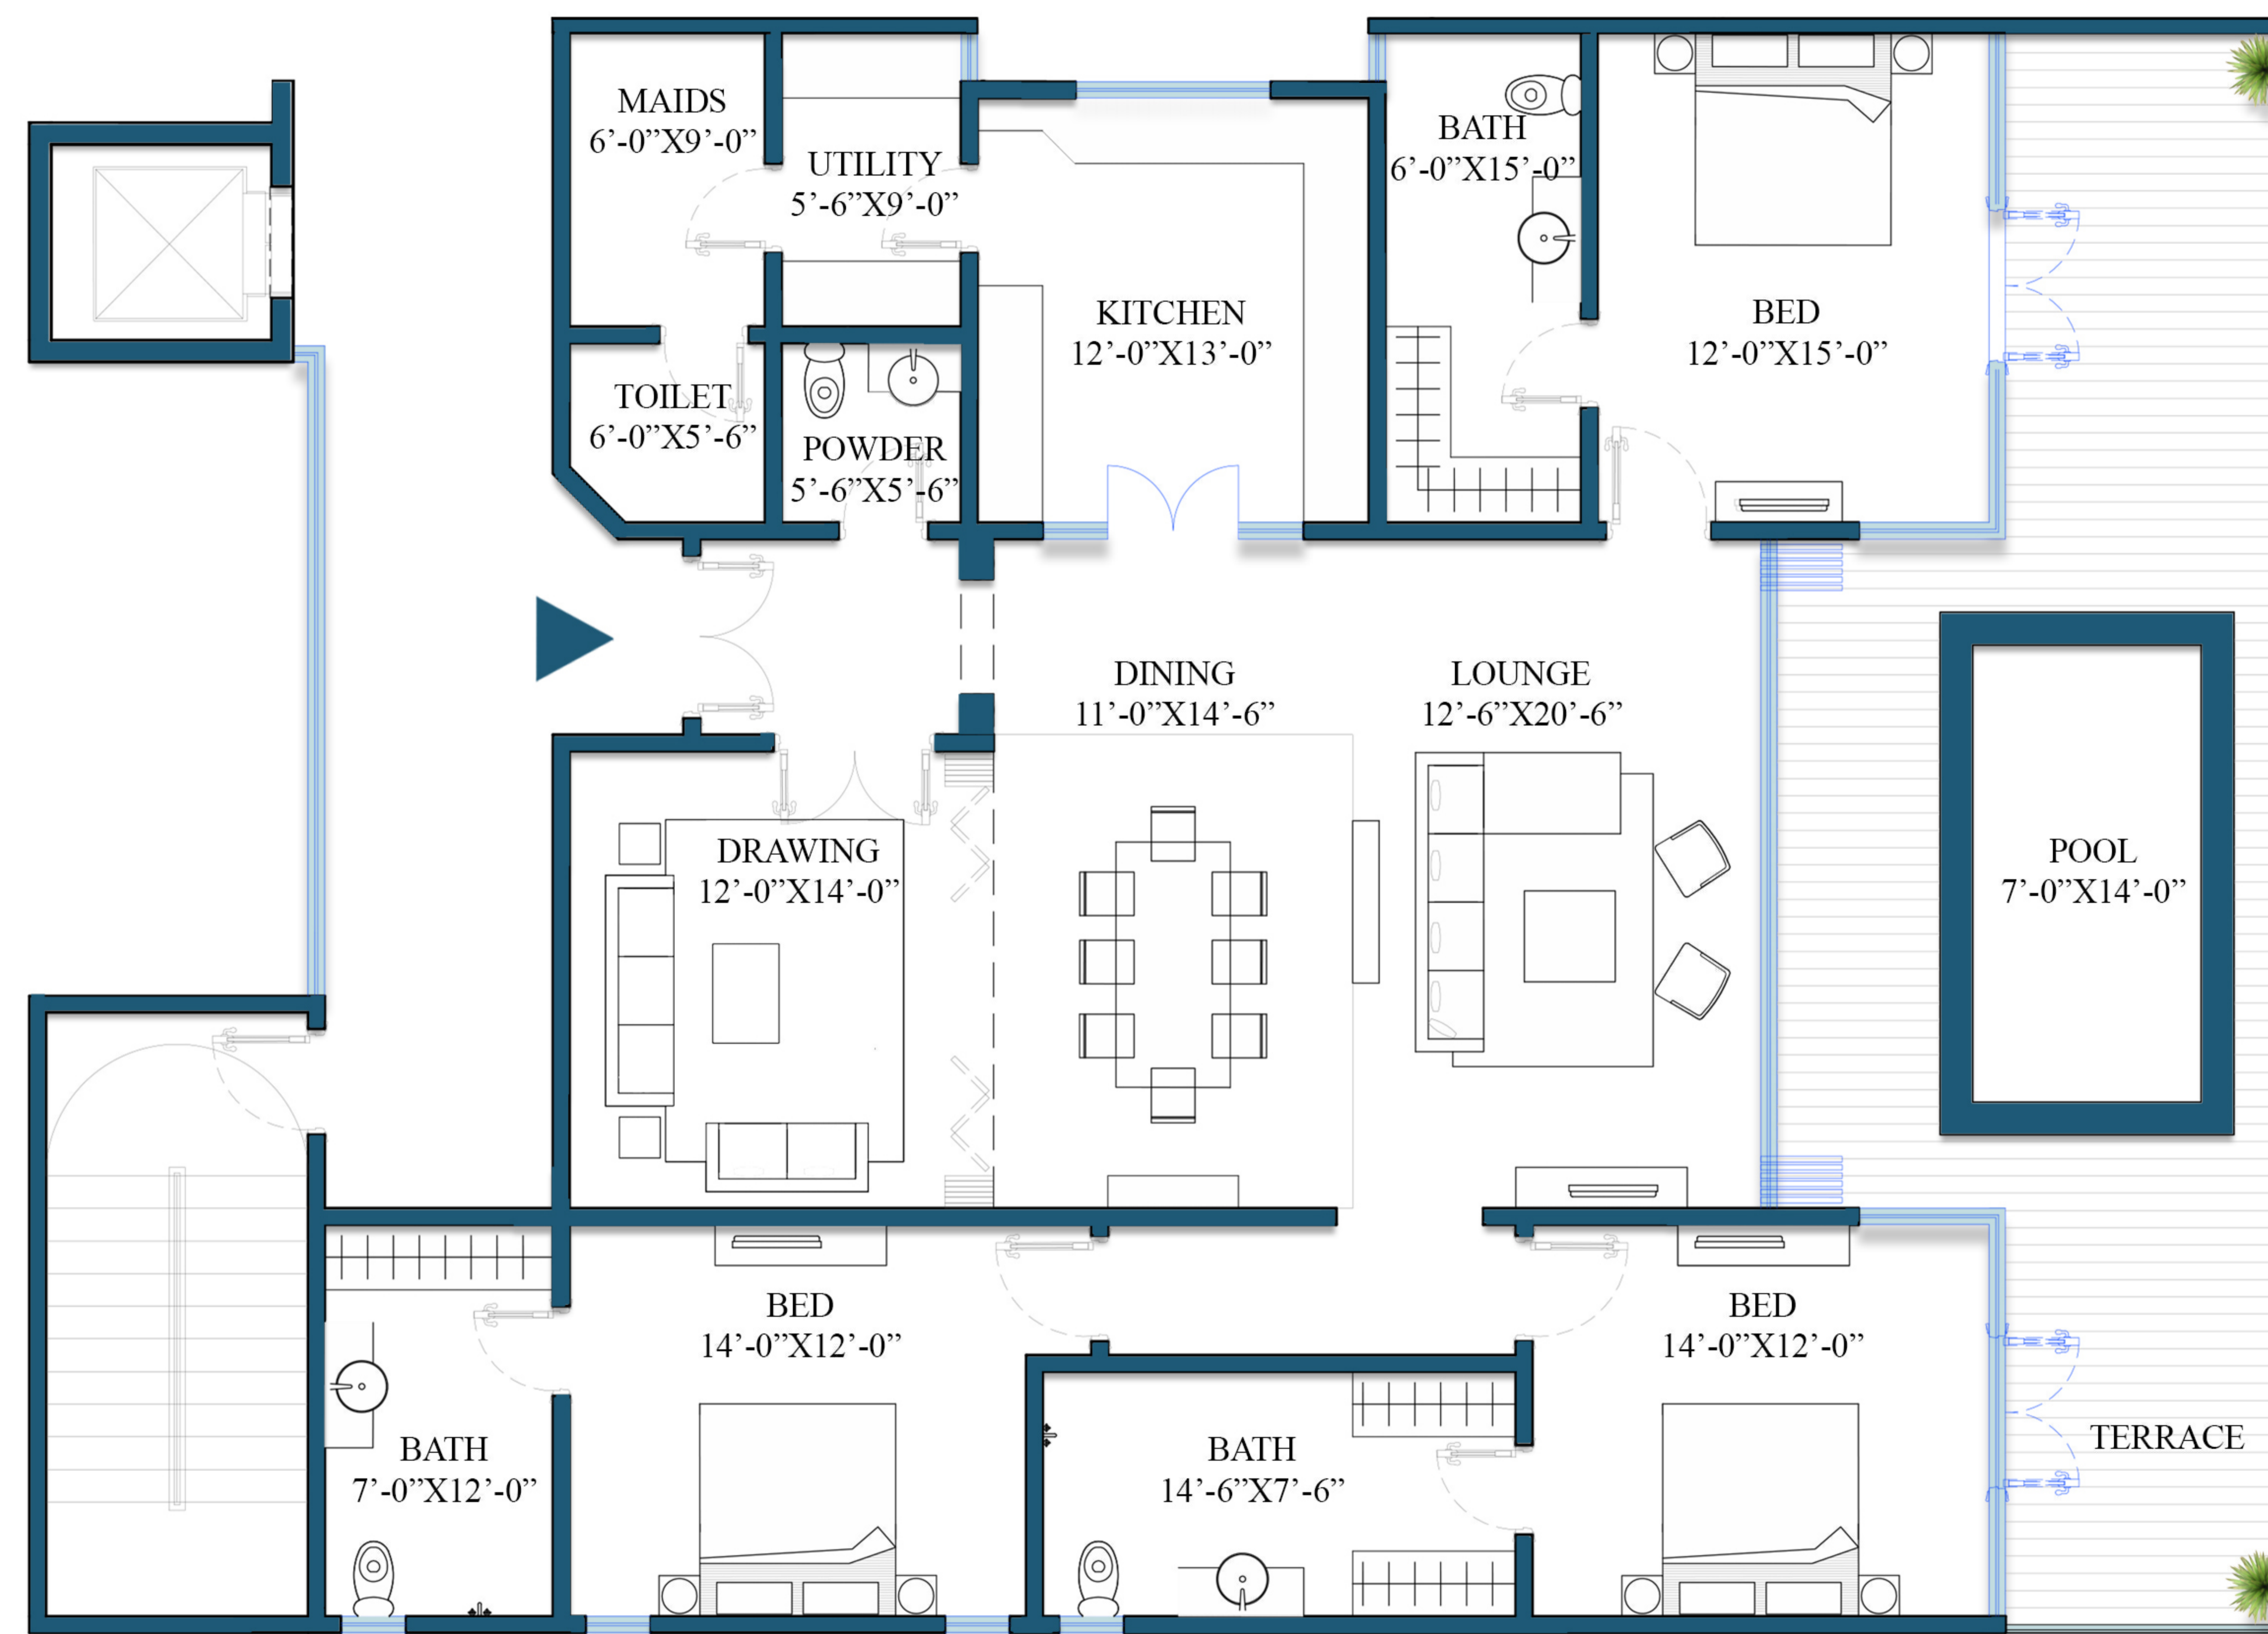 MAIDS
6’-0”X9’-0”
UTILITY
5’-6”X9’-0”
BATH
6’-0”X15’-0”
KITCHEN
12’-0”X13’-0”
BED
12’-0”X15’-0”
TOILET
6’-0”X5’-6”
POWDER
5’-6”X5’-6”
DINING
11’-0”X14’-6”
LOUNGE
12’-6”X20’-6”
DRAWING
12’-0”X14’-0”
POOL
7’-0”X14’-0”
BED
14’-0”X12’-0”
BED
14’-0”X12’-0”
BATH
7’-0”X12’-0”
BATH
14’-6”X7’-6”
TERRACE